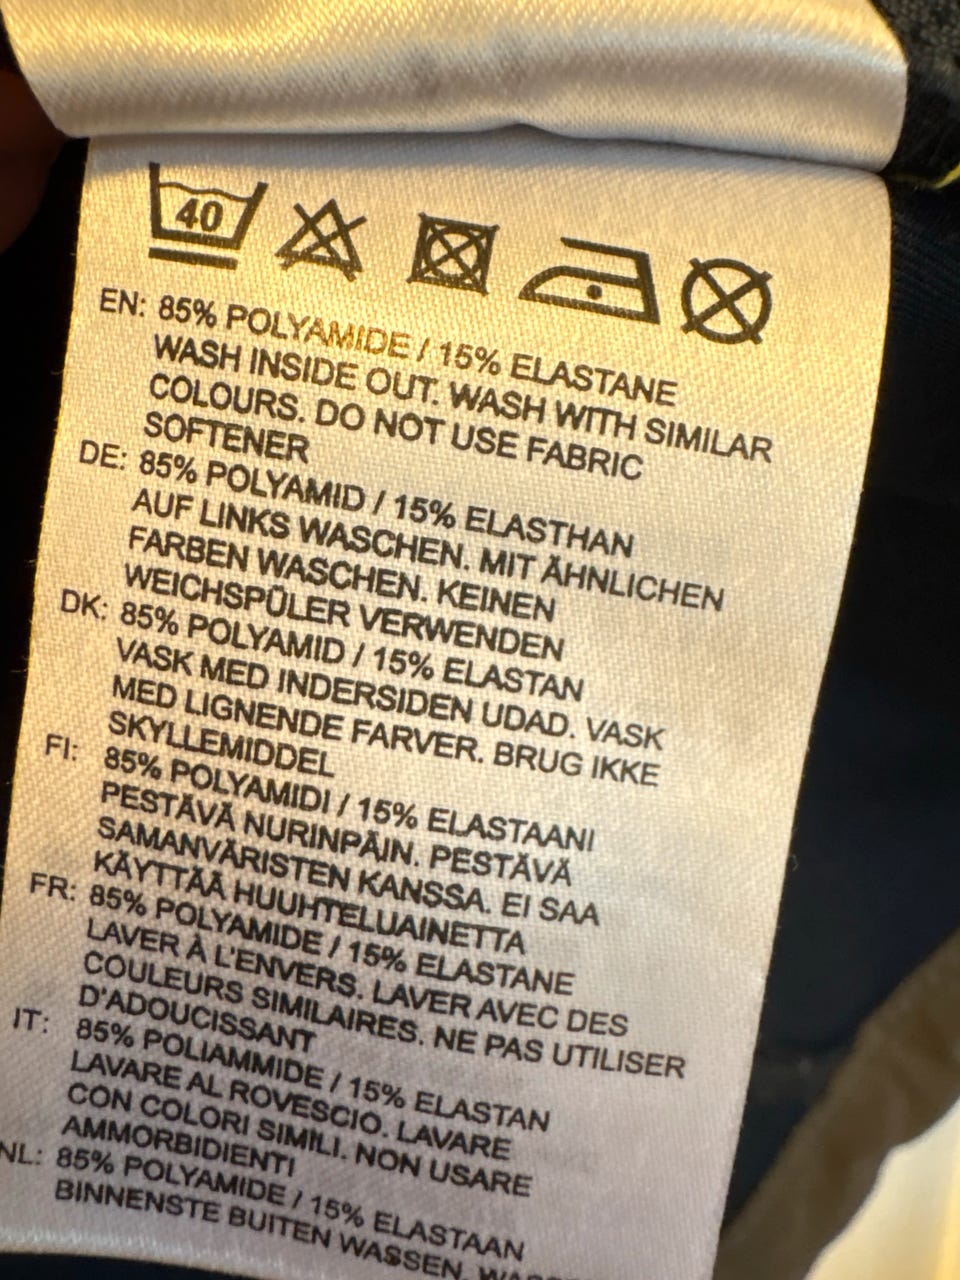 40
EN: 85% POLYAMIDE / 15% ELASTANE
WASH INSIDE OUT. WASH WITH SIMILAR
COLOURS. DO NOT USE FABRIC
SOFTENER
DE: 85% POLYAMID / 15% ELASTHAN
AUF LINKS WASCHEN. MIT ÄHNLICHEN
FARBEN WASCHEN. KEINEN
WEICHSPÜLER VERWENDEN
DK: 85% POLYAMID / 15% ELASTAN
VASK MED INDERSIDEN UDAD. VASK
MED LIGNENDE FARVER. BRUG IKKE
SKYLLEMIDDEL
FI: 85% POLYAMIDI / 15% ELASTAANI
PESTÄVÄ NURINPÄIN. PESTÄVÄ
SAMANVÄRISTEN KANSSA. EI SAA
KÄYTTÄÄ HUUHTELUAINETTA
FR: 85% POLYAMIDE / 15% ELASTANE
LAVER À L'ENVERS. LAVER AVEC DES
COULEURS SIMILAIRES. NE PAS UTILISER
D'ADOUCISSANT
IT: 85% POLIAMMIDE / 15% ELASTAN
LAVARE AL ROVESCIO. LAVARE
CON COLORI SIMILI. NON USARE
AMMORBIDIENTI
NL: 85% POLYAMIDE / 15% ELASTAAN
BINNENSTE BUITEN WASSEN.